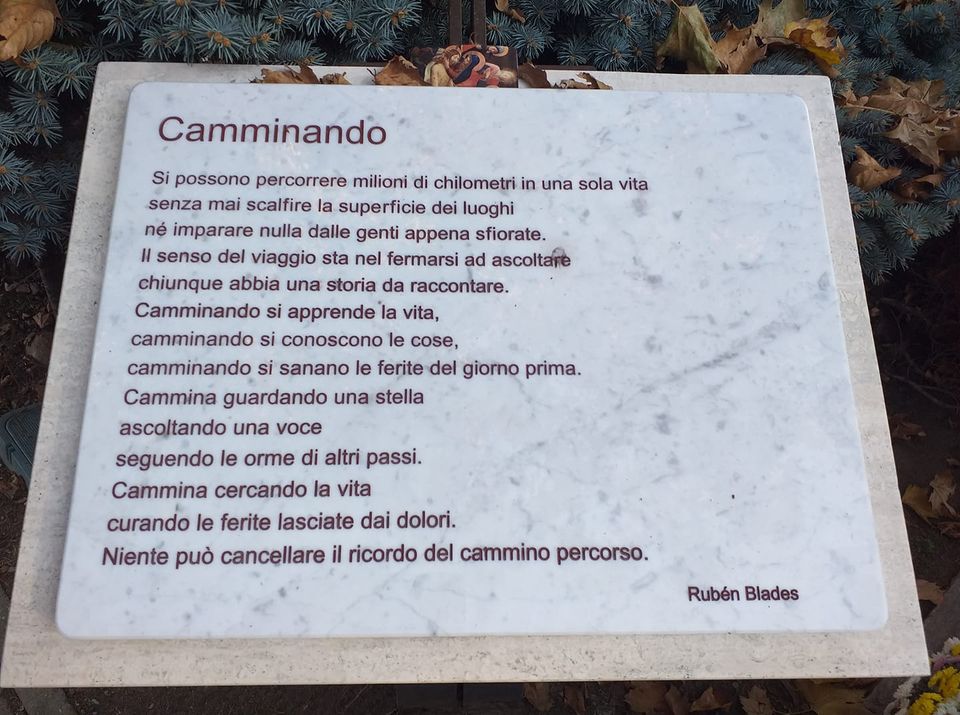 Camminando
Si possono percorrere milioni di chilometri in una sola vita
senza mai scalfire la superficie dei luoghi
né imparare nulla dalle genti appena sfiorate.
Il senso del viaggio sta nel fermarsi ad ascoltare
chiunque abbia una storia da raccontare.
Camminando si apprende la vita,
camminando si conoscono le cose,
camminando si sanano le ferite del giorno prima.
Cammina guardando una stella
ascoltando una voce
seguendo le orme di altri passi.
Cammina cercando la vita
curando le ferite lasciate dai dolori.
Niente può cancellare il ricordo del cammino percorso.
Rubén Blades